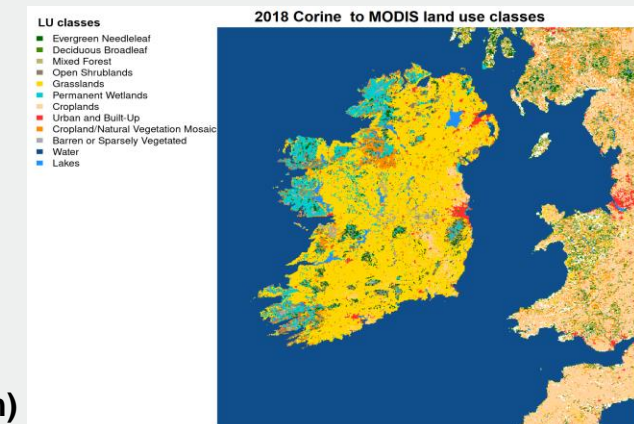 2018 Corine to MODIS land use classes
LU classes
Evergreen Needleleaf
Deciduous Broadleaf
Mixed Forest
Open Shrublands
Grasslands
Permanent Wetlands
Croplands
Urban and Built-Up
Cropland/Natural Vegetation Mosaic
Barren or Sparsely Vegetated
Water
Lakes